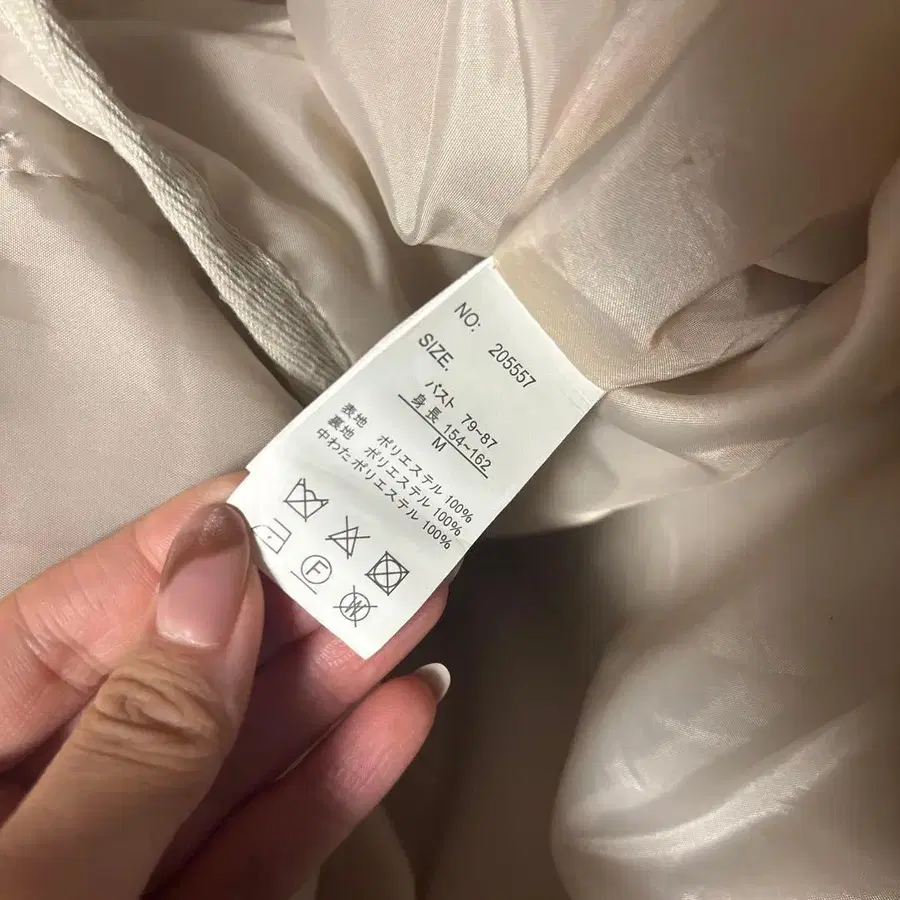 NO: 205557
SIZE.
バスト 79~87
身長 154~162
M
表地 ポリエステル 100%
裏地 ポリエステル 100%
中わた ポリエステル 100%
F
W